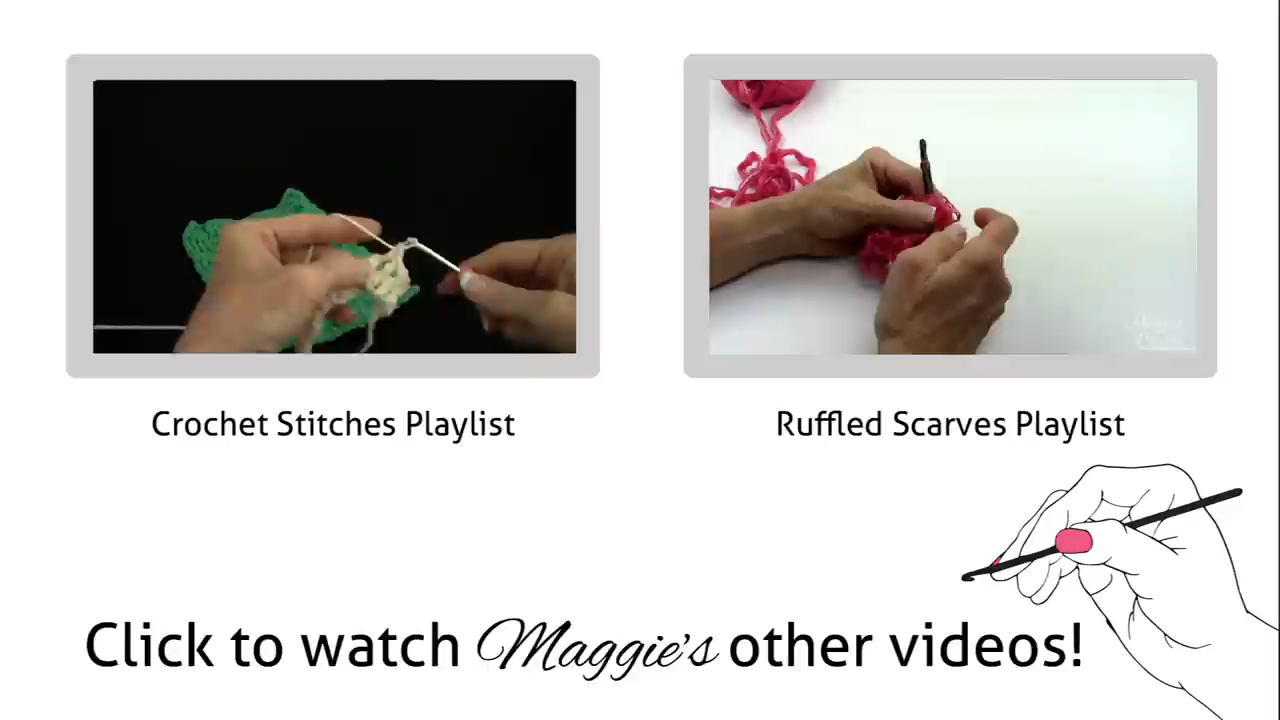 Crochet Stitches Playlist
Ruffled Scarves Playlist
Click to watch Maggie's other videos!